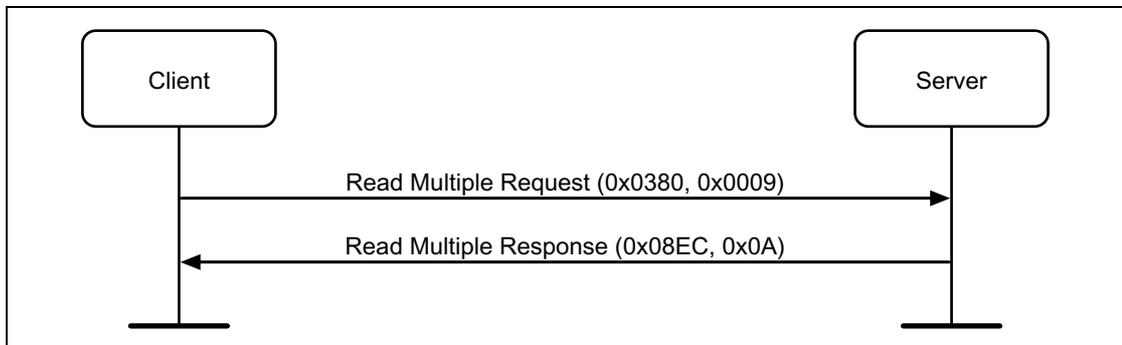 Client
Server
Read Multiple Request (0x0380, 0x0009)
Read Multiple Response (0x08EC, 0x0A)